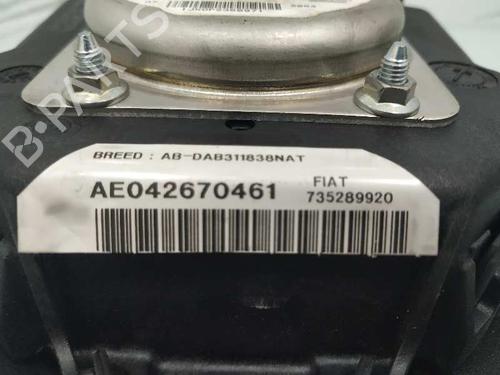 BREED : AB-DAB311838NAT
AE042670461
FIAT
735289920
B-PARTS